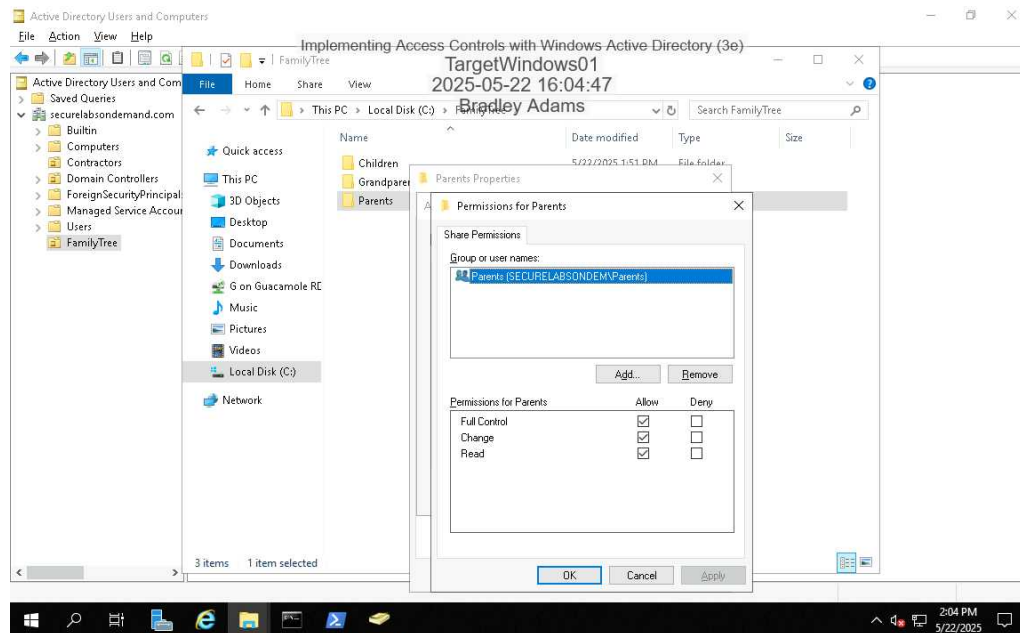 Active Directory Users and Computers
File Action View Help
Implementing Access Controls with Windows Active Directory (3e)
TargetWindows01
2025-05-22 16:04:47
Bradley Adams
Active Directory Users and Com
Saved Queries
securelabsondemand.com
Builtin
Computers
Contractors
Domain Controllers
ForeignSecurityPrincipal
Managed Service Accour
Users
FamilyTree
FamilyTree
File Home Share View
This PC > Local Disk (C:) > FamilyTree
Search FamilyTree
Quick access
This PC
3D Objects
Desktop
Documents
Downloads
G on Guacamole RD
Music
Pictures
Videos
Local Disk (C:)
Network
Name Date modified Type Size
Children 5/22/2025 1:51 PM File folder
Grandparer
Parents
3 items 1 item selected
Parents Properties
Permissions for Parents
Share Permissions
Group or user names:
Parents (SECURELABSONDEM\Parents)
Add... Remove
Permissions for Parents Allow Deny
Full Control
Change
Read
OK Cancel Apply
2:04 PM
5/22/2025